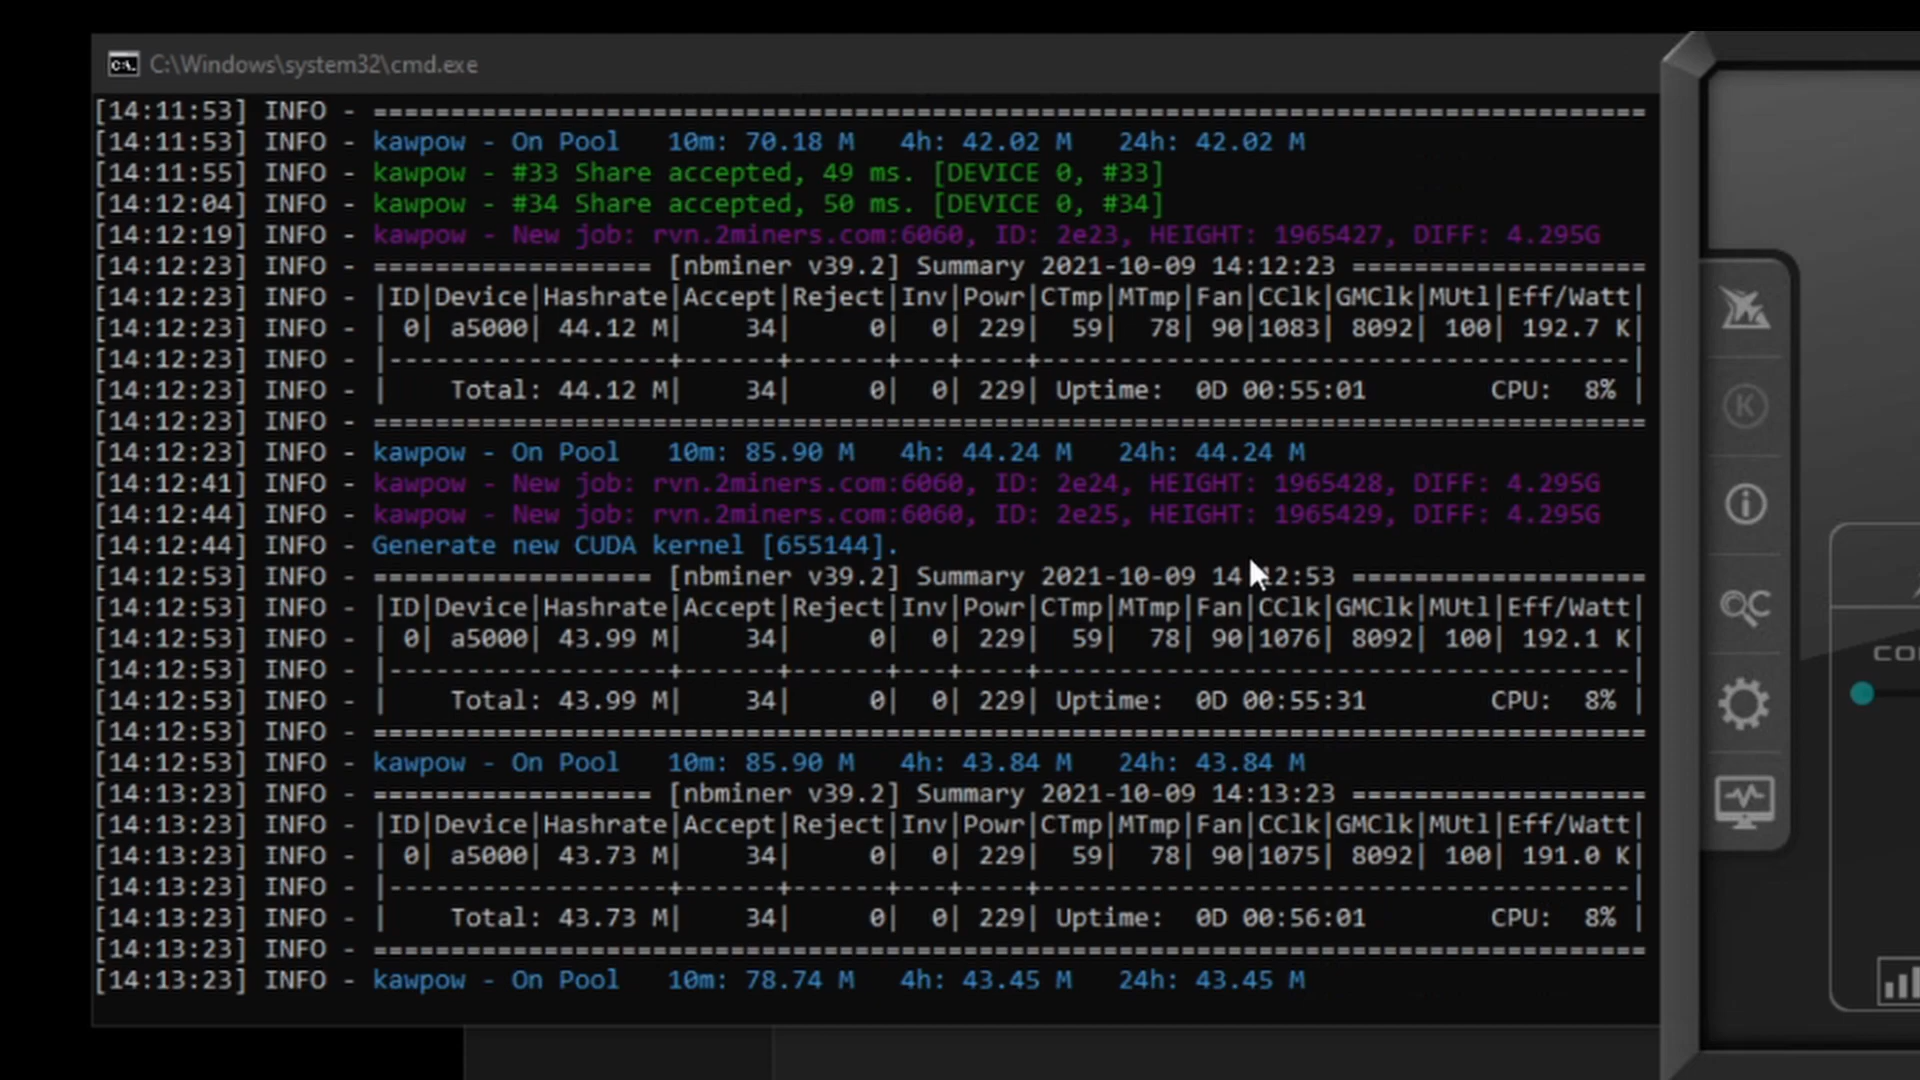 C:\Windows\system32\cmd.exe
[14:11:53] INFO - ==================================================================================
[14:11:53] INFO - kawpow - On Pool   10m: 70.18 M   4h: 42.02 M   24h: 42.02 M
[14:11:55] INFO - kawpow - #33 Share accepted, 49 ms. [DEVICE 0, #33]
[14:12:04] INFO - kawpow - #34 Share accepted, 50 ms. [DEVICE 0, #34]
[14:12:19] INFO - kawpow - New job: rvn.2miners.com:6060, ID: 2e23, HEIGHT: 1965427, DIFF: 4.295G
[14:12:23] INFO - ================== [nbminer v39.2] Summary 2021-10-09 14:12:23 ===================
[14:12:23] INFO - |ID|Device|Hashrate|Accept|Reject|Inv|Powr|CTmp|MTmp|Fan|CClk|GMClk|MUtl|Eff/Watt|
[14:12:23] INFO - | 0| a5000| 44.12 M|    34|     0|  0| 229|  59|  78| 90|1083| 8092| 100| 192.7 K|
[14:12:23] INFO - |------------------+------+------+---+----+--------------------------------------|
[14:12:23] INFO - |    Total: 44.12 M|    34|     0|  0| 229| Uptime:  0D 00:55:01        CPU:  8% |
[14:12:23] INFO - ==================================================================================
[14:12:23] INFO - kawpow - On Pool   10m: 85.90 M   4h: 44.24 M   24h: 44.24 M
[14:12:41] INFO - kawpow - New job: rvn.2miners.com:6060, ID: 2e24, HEIGHT: 1965428, DIFF: 4.295G
[14:12:44] INFO - kawpow - New job: rvn.2miners.com:6060, ID: 2e25, HEIGHT: 1965429, DIFF: 4.295G
[14:12:44] INFO - Generate new CUDA kernel [655144].
[14:12:53] INFO - ================== [nbminer v39.2] Summary 2021-10-09 14:12:53 ===================
[14:12:53] INFO - |ID|Device|Hashrate|Accept|Reject|Inv|Powr|CTmp|MTmp|Fan|CClk|GMClk|MUtl|Eff/Watt|
[14:12:53] INFO - | 0| a5000| 43.99 M|    34|     0|  0| 229|  59|  78| 90|1076| 8092| 100| 192.1 K|
[14:12:53] INFO - |------------------+------+------+---+----+--------------------------------------|
[14:12:53] INFO - |    Total: 43.99 M|    34|     0|  0| 229| Uptime:  0D 00:55:31        CPU:  8% |
[14:12:53] INFO - ==================================================================================
[14:12:53] INFO - kawpow - On Pool   10m: 85.90 M   4h: 43.84 M   24h: 43.84 M
[14:13:23] INFO - ================== [nbminer v39.2] Summary 2021-10-09 14:13:23 ===================
[14:13:23] INFO - |ID|Device|Hashrate|Accept|Reject|Inv|Powr|CTmp|MTmp|Fan|CClk|GMClk|MUtl|Eff/Watt|
[14:13:23] INFO - | 0| a5000| 43.73 M|    34|     0|  0| 229|  59|  78| 90|1075| 8092| 100| 191.0 K|
[14:13:23] INFO - |------------------+------+------+---+----+--------------------------------------|
[14:13:23] INFO - |    Total: 43.73 M|    34|     0|  0| 229| Uptime:  0D 00:56:01        CPU:  8% |
[14:13:23] INFO - ==================================================================================
[14:13:23] INFO - kawpow - On Pool   10m: 78.74 M   4h: 43.45 M   24h: 43.45 M
K